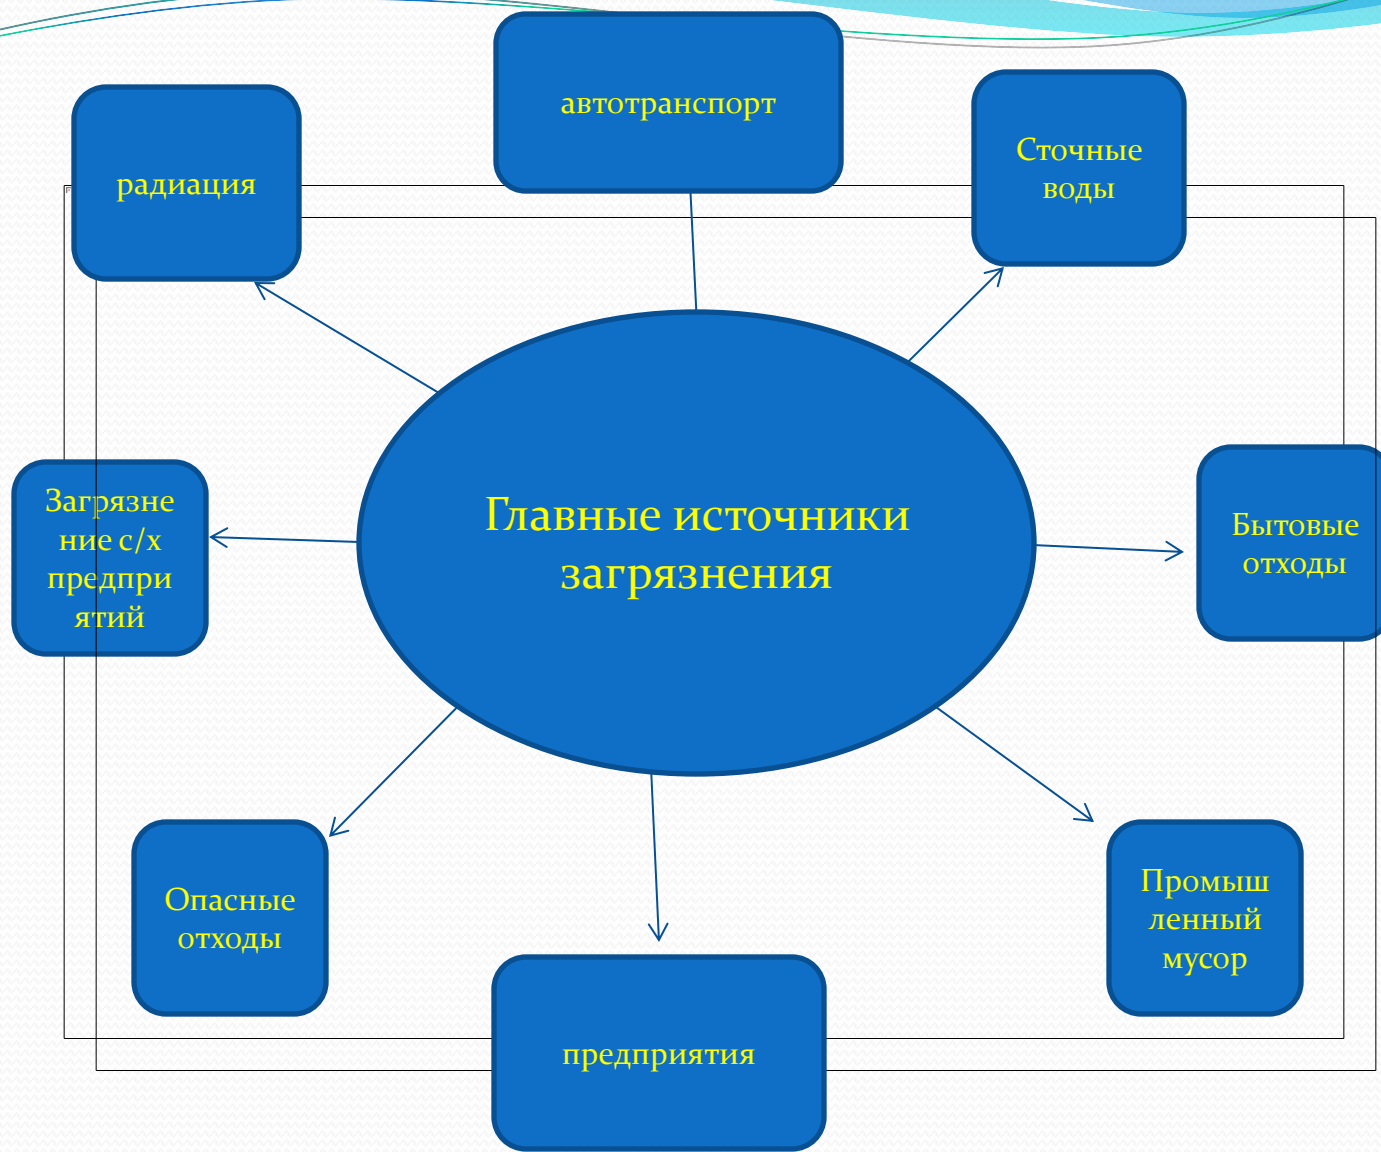 автотранспорт
радиация
Сточные
воды
Главные источники
загрязнения
Загрязне
ние с/х
предпри
ятий
Бытовые
отходы
Опасные
отходы
Промыш
ленный
мусор
предприятия